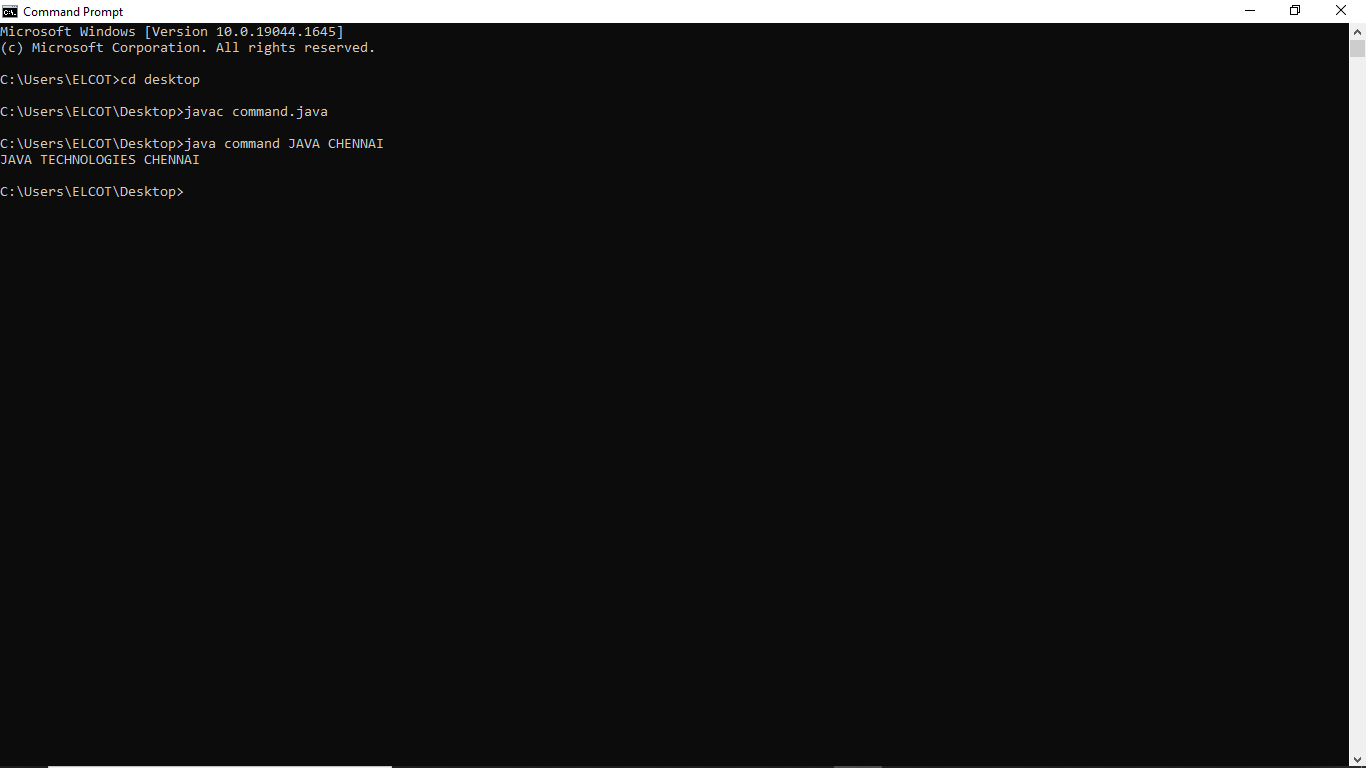 Command Prompt
Microsoft Windows [Version 10.0.19044.1645]
(c) Microsoft Corporation. All rights reserved.
C:\Users\ELCOT>cd desktop
C:\Users\ELCOT\Desktop>javac command.java
C:\Users\ELCOT\Desktop>java command JAVA CHENNAI
JAVA TECHNOLOGIES CHENNAI
C:\Users\ELCOT\Desktop>